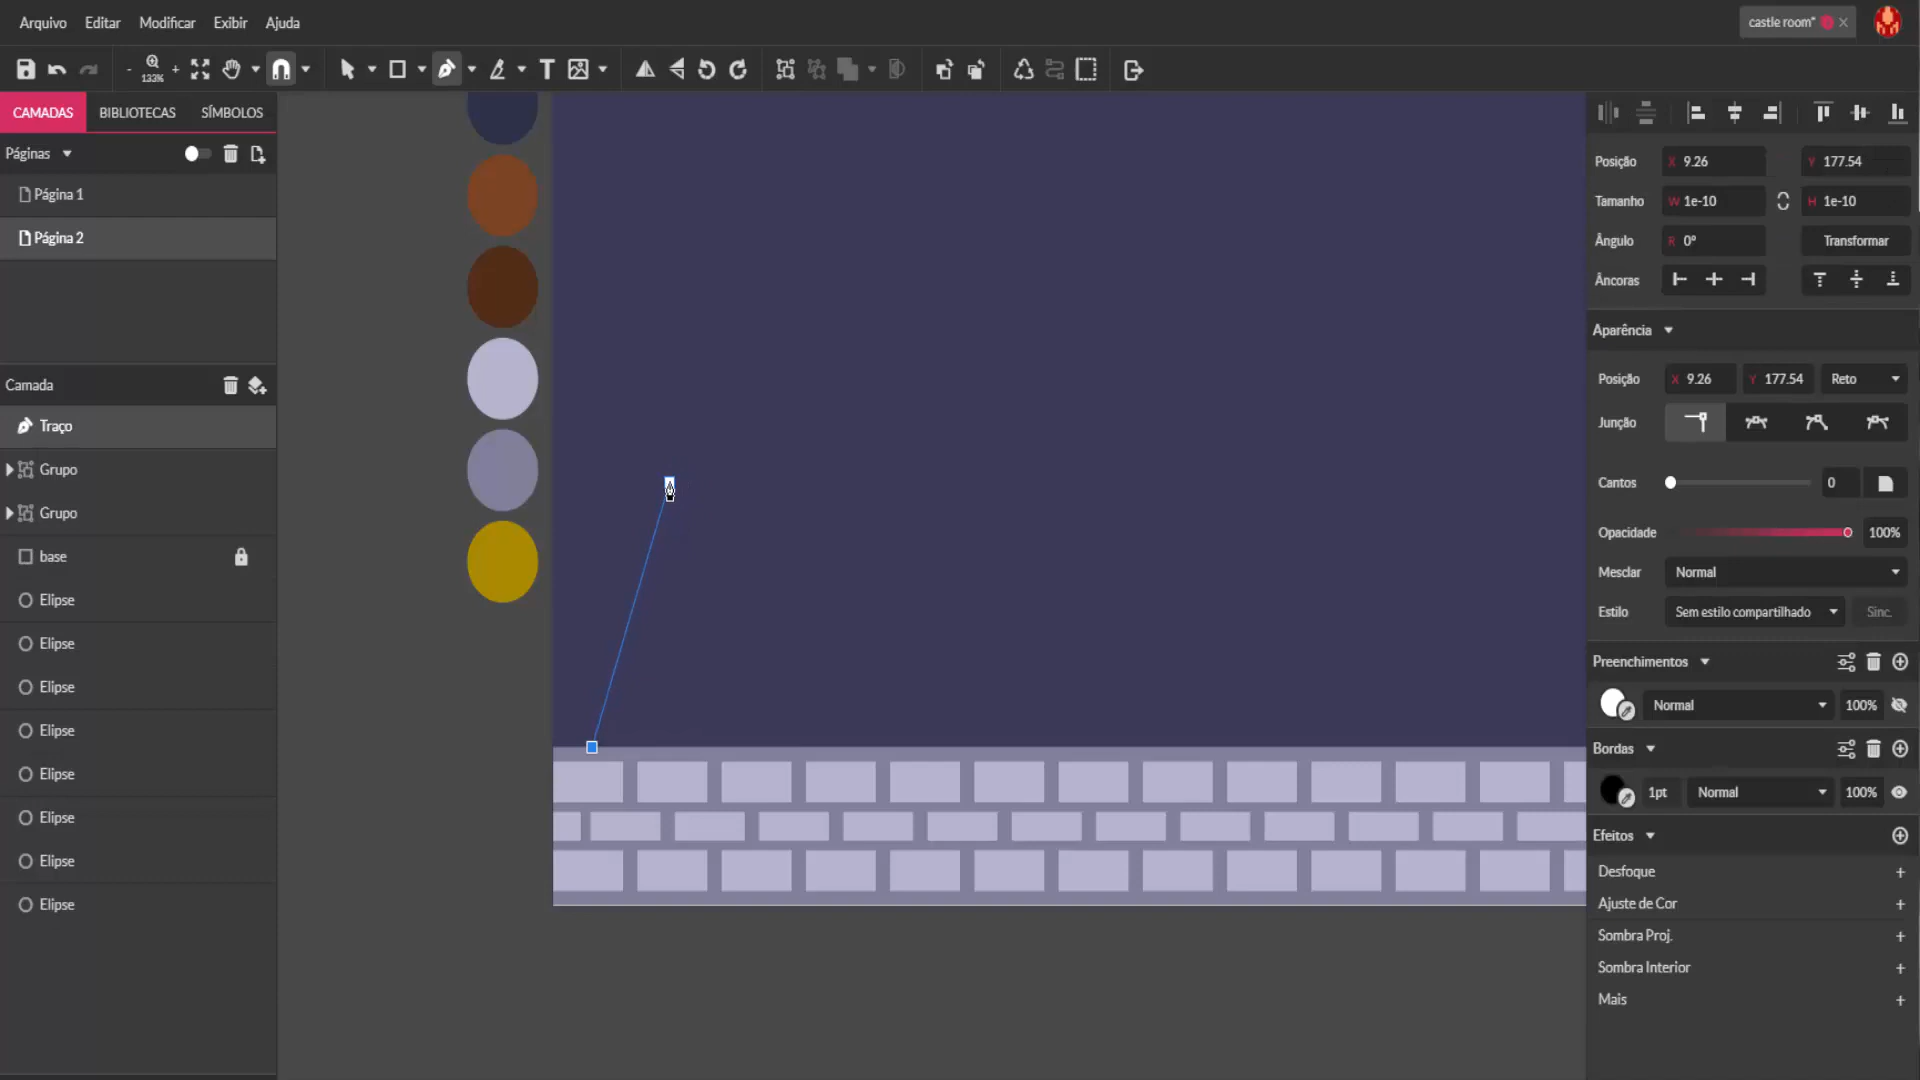 Arquivo Editar Modificar Exibir Ajuda
castle room*
- 133% +
CAMADAS BIBLIOTECAS SÍMBOLOS
Páginas
Página 1
Página 2
Camada
Traço
Grupo
Grupo
base
Elipse
Elipse
Elipse
Elipse
Elipse
Elipse
Elipse
Elipse
Posição X 9.26 Y 177.54
Tamanho W 1e-10 H 1e-10
Ângulo R 0° Transformar
Âncoras
Aparência
Posição X 9.26 Y 177.54 Reto
Junção
Cantos 0
Opacidade 100%
Mesclar Normal
Estilo Sem estilo compartilhado Sinc.
Preenchimentos
Normal 100%
Bordas
1pt Normal 100%
Efeitos
Desfoque +
Ajuste de Cor +
Sombra Proj. +
Sombra Interior +
Mais +